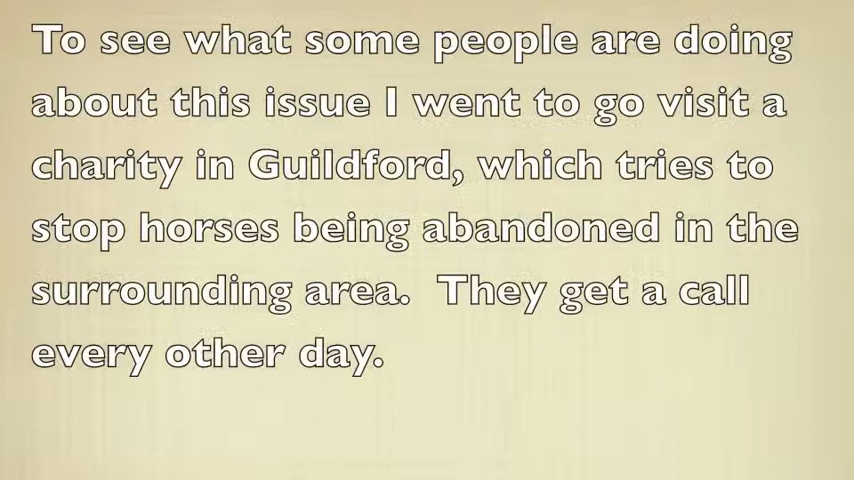 To see what some people are doing
about this issue I went to go visit a
charity in Guildford, which tries to
stop horses being abandoned in the
surrounding area.  They get a call
every other day.